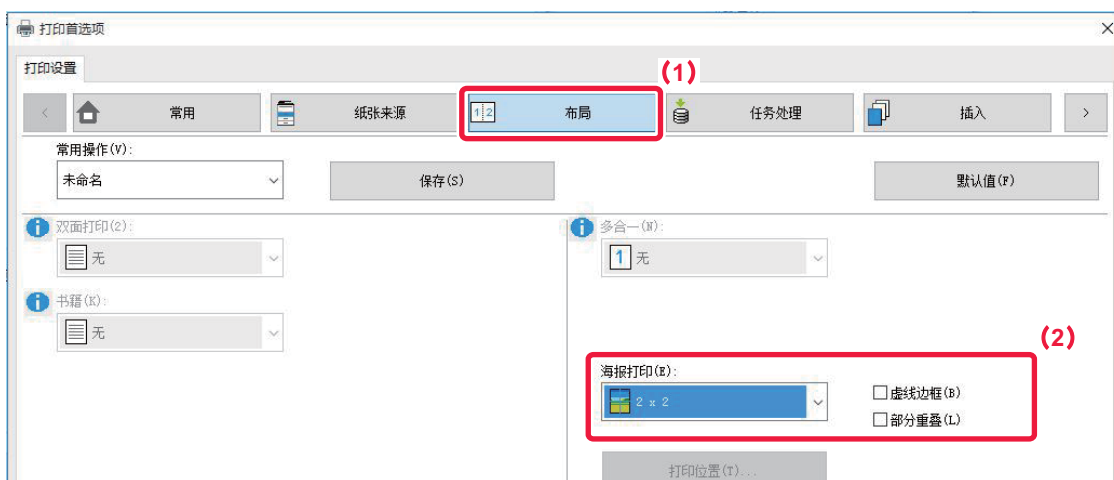 打印首选项
打印设置
(1)
常用
纸张来源
1 2 布局
任务处理
插入
常用操作(V):
未命名
保存(S)
默认值(F)
双面打印(2):
无
多合一(N):
1 无
书籍(K):
无
(2)
海报打印(E):
2 x 2
虚线边框(B)
部分重叠(L)
打印位置(T)...